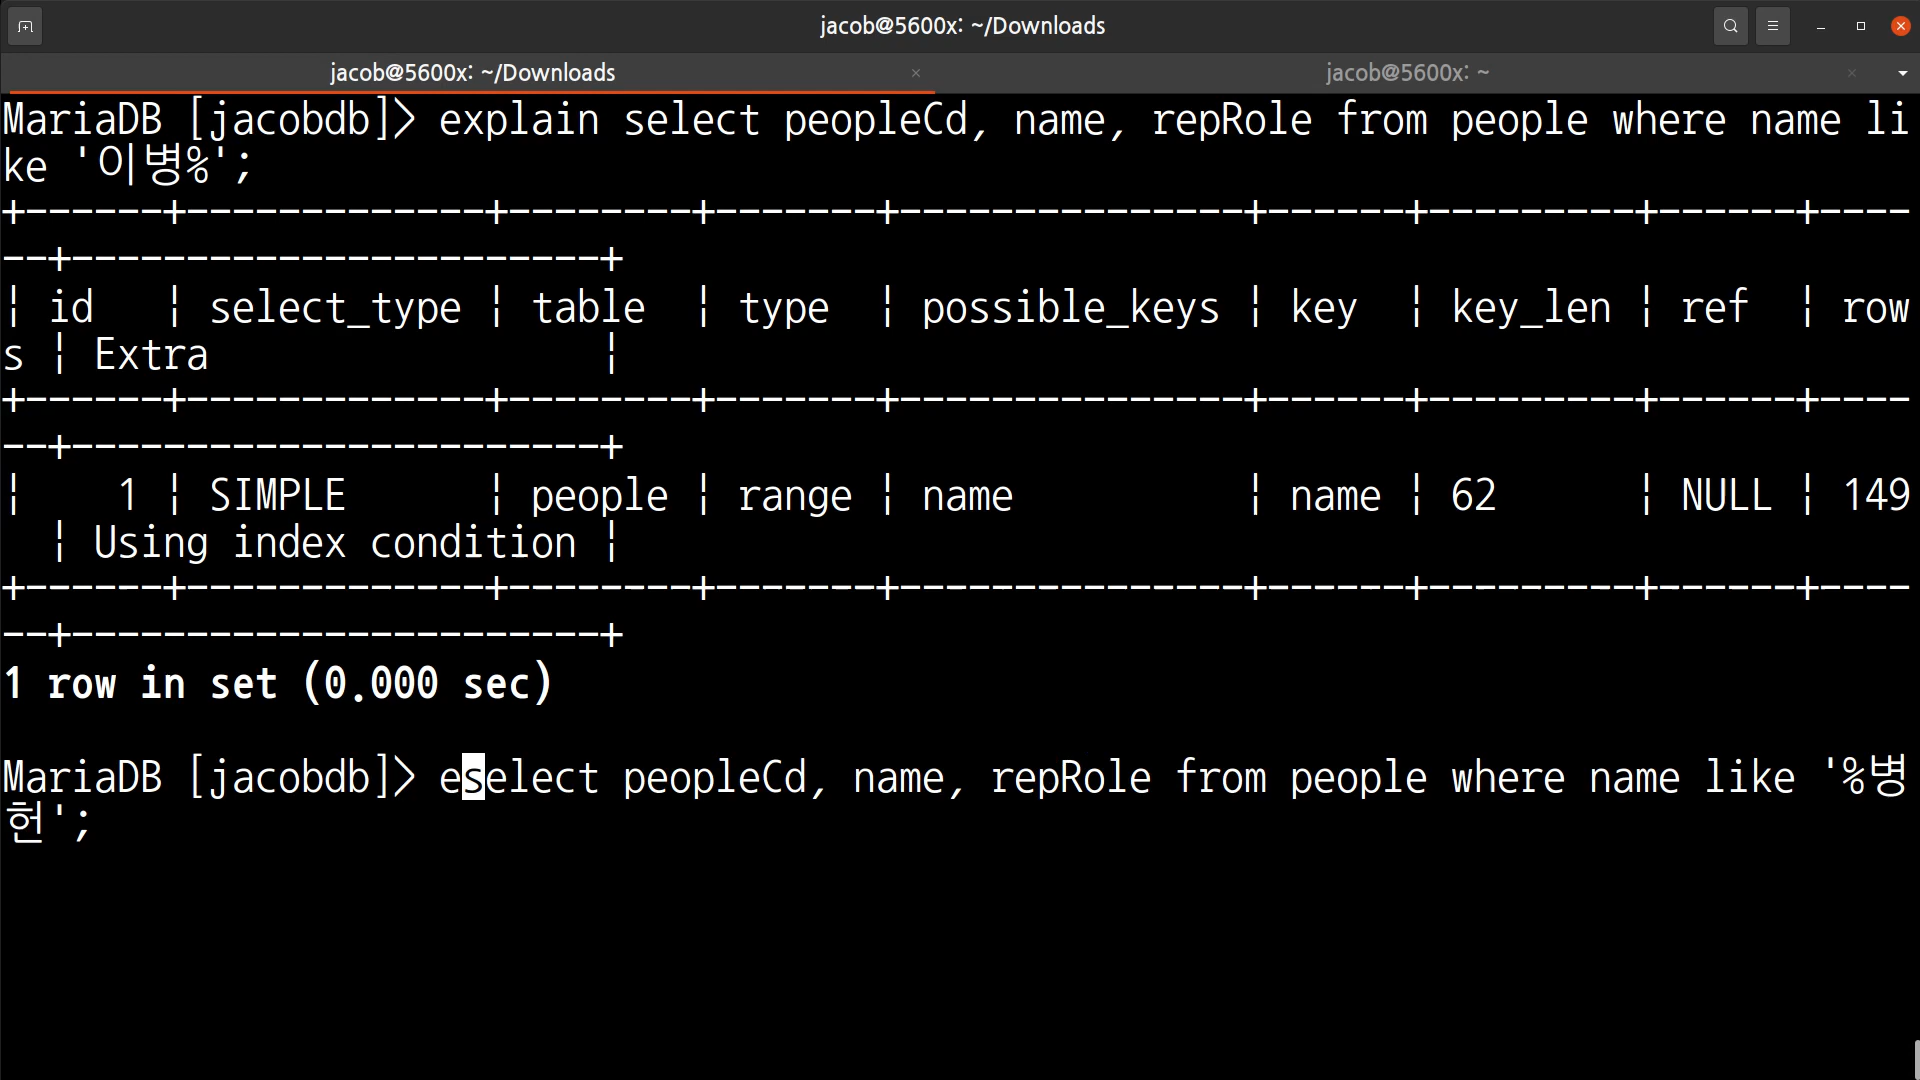 jacob@5600x: ~/Downloads
jacob@5600x: ~/Downloads
jacob@5600x: ~
MariaDB [jacobdb]> explain select peopleCd, name, repRole from people where name li
ke '이병%';
+------+-------------+--------+-------+---------------+------+---------+------+----
--+-----------------------+
| id   | select_type | table  | type  | possible_keys | key  | key_len | ref  | row
s | Extra                 |
+------+-------------+--------+-------+---------------+------+---------+------+----
--+-----------------------+
|    1 | SIMPLE      | people | range | name          | name | 62      | NULL | 149
  | Using index condition |
+------+-------------+--------+-------+---------------+------+---------+------+----
--+-----------------------+
1 row in set (0.000 sec)
MariaDB [jacobdb]> eselect peopleCd, name, repRole from people where name like '%병
헌';